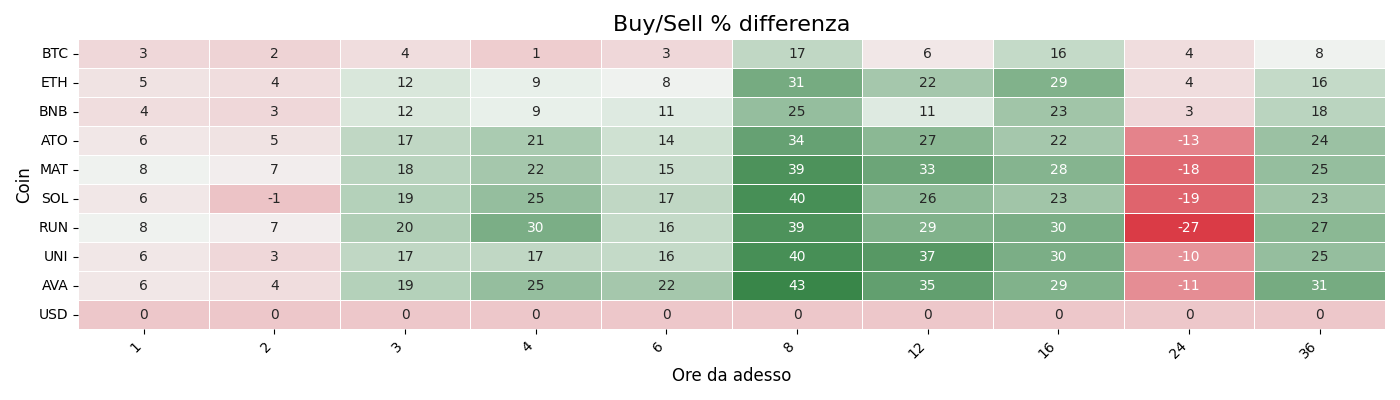 Buy/Sell % differenza
Coin
BTC 3 2 4 1 3 17 6 16 4 8
ETH 5 4 12 9 8 31 22 29 4 16
BNB 4 3 12 9 11 25 11 23 3 18
ATO 6 5 17 21 14 34 27 22 -13 24
MAT 8 7 18 22 15 39 33 28 -18 25
SOL 6 -1 19 25 17 40 26 23 -19 23
RUN 8 7 20 30 16 39 29 30 -27 27
UNI 6 3 17 17 16 40 37 30 -10 25
AVA 6 4 19 25 22 43 35 29 -11 31
USD 0 0 0 0 0 0 0 0 0 0
1 2 3 4 6 8 12 16 24 36
Ore da adesso